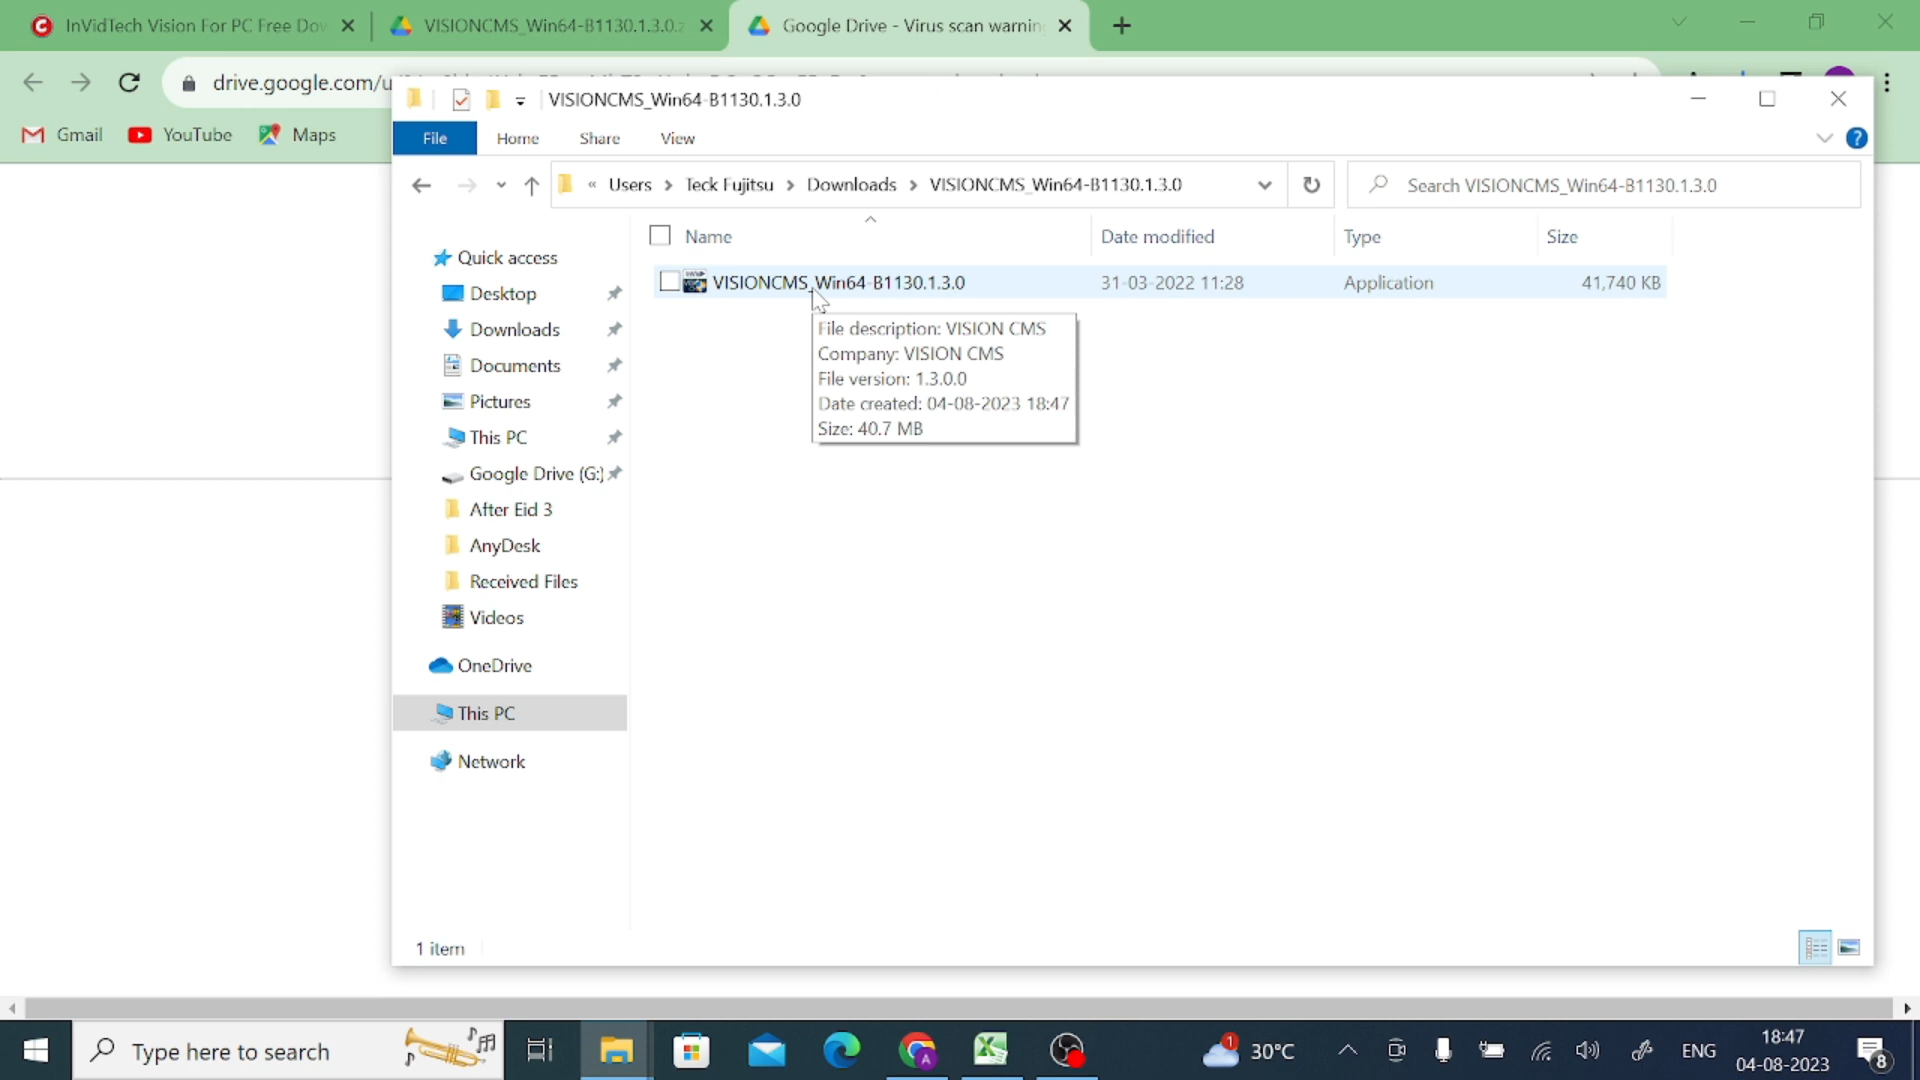 InVidTech Vision For PC Free Dow
VISIONCMS_Win64-B1130.1.3.0.z
Google Drive - Virus scan warning
drive.google.com/u
Gmail
YouTube
Maps
VISIONCMS_Win64-B1130.1.3.0
File
Home
Share
View
« Users > Teck Fujitsu > Downloads > VISIONCMS_Win64-B1130.1.3.0
Search VISIONCMS_Win64-B1130.1.3.0
Name
Date modified
Type
Size
VISIONCMS_Win64-B1130.1.3.0
31-03-2022 11:28
Application
41,740 KB
File description: VISION CMS
Company: VISION CMS
File version: 1.3.0.0
Date created: 04-08-2023 18:47
Size: 40.7 MB
Quick access
Desktop
Downloads
Documents
Pictures
This PC
Google Drive (G:)
After Eid 3
AnyDesk
Received Files
Videos
OneDrive
This PC
Network
1 item
Type here to search
30°C
ENG
18:47
04-08-2023
8